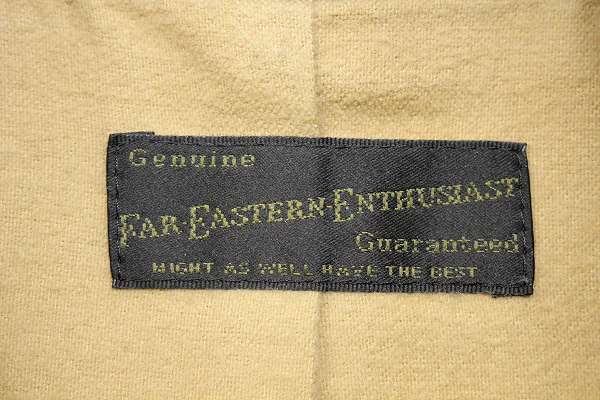 Genuine
FAR EASTERN-ENTHUSIAST
Guaranteed
MIGHT AS WELL HAVE THE BEST